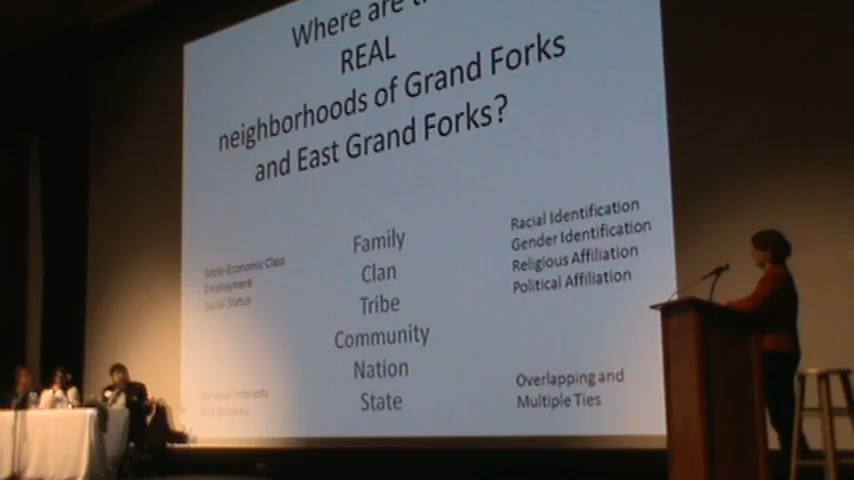 Where are
REAL
neighborhoods of Grand Forks
and East Grand Forks?
Socio-Economic Class
Employment
Social Status
Family
Clan
Tribe
Community
Nation
State
Racial Identification
Gender Identification
Religious Affiliation
Political Affiliation
Overlapping and
Multiple Ties